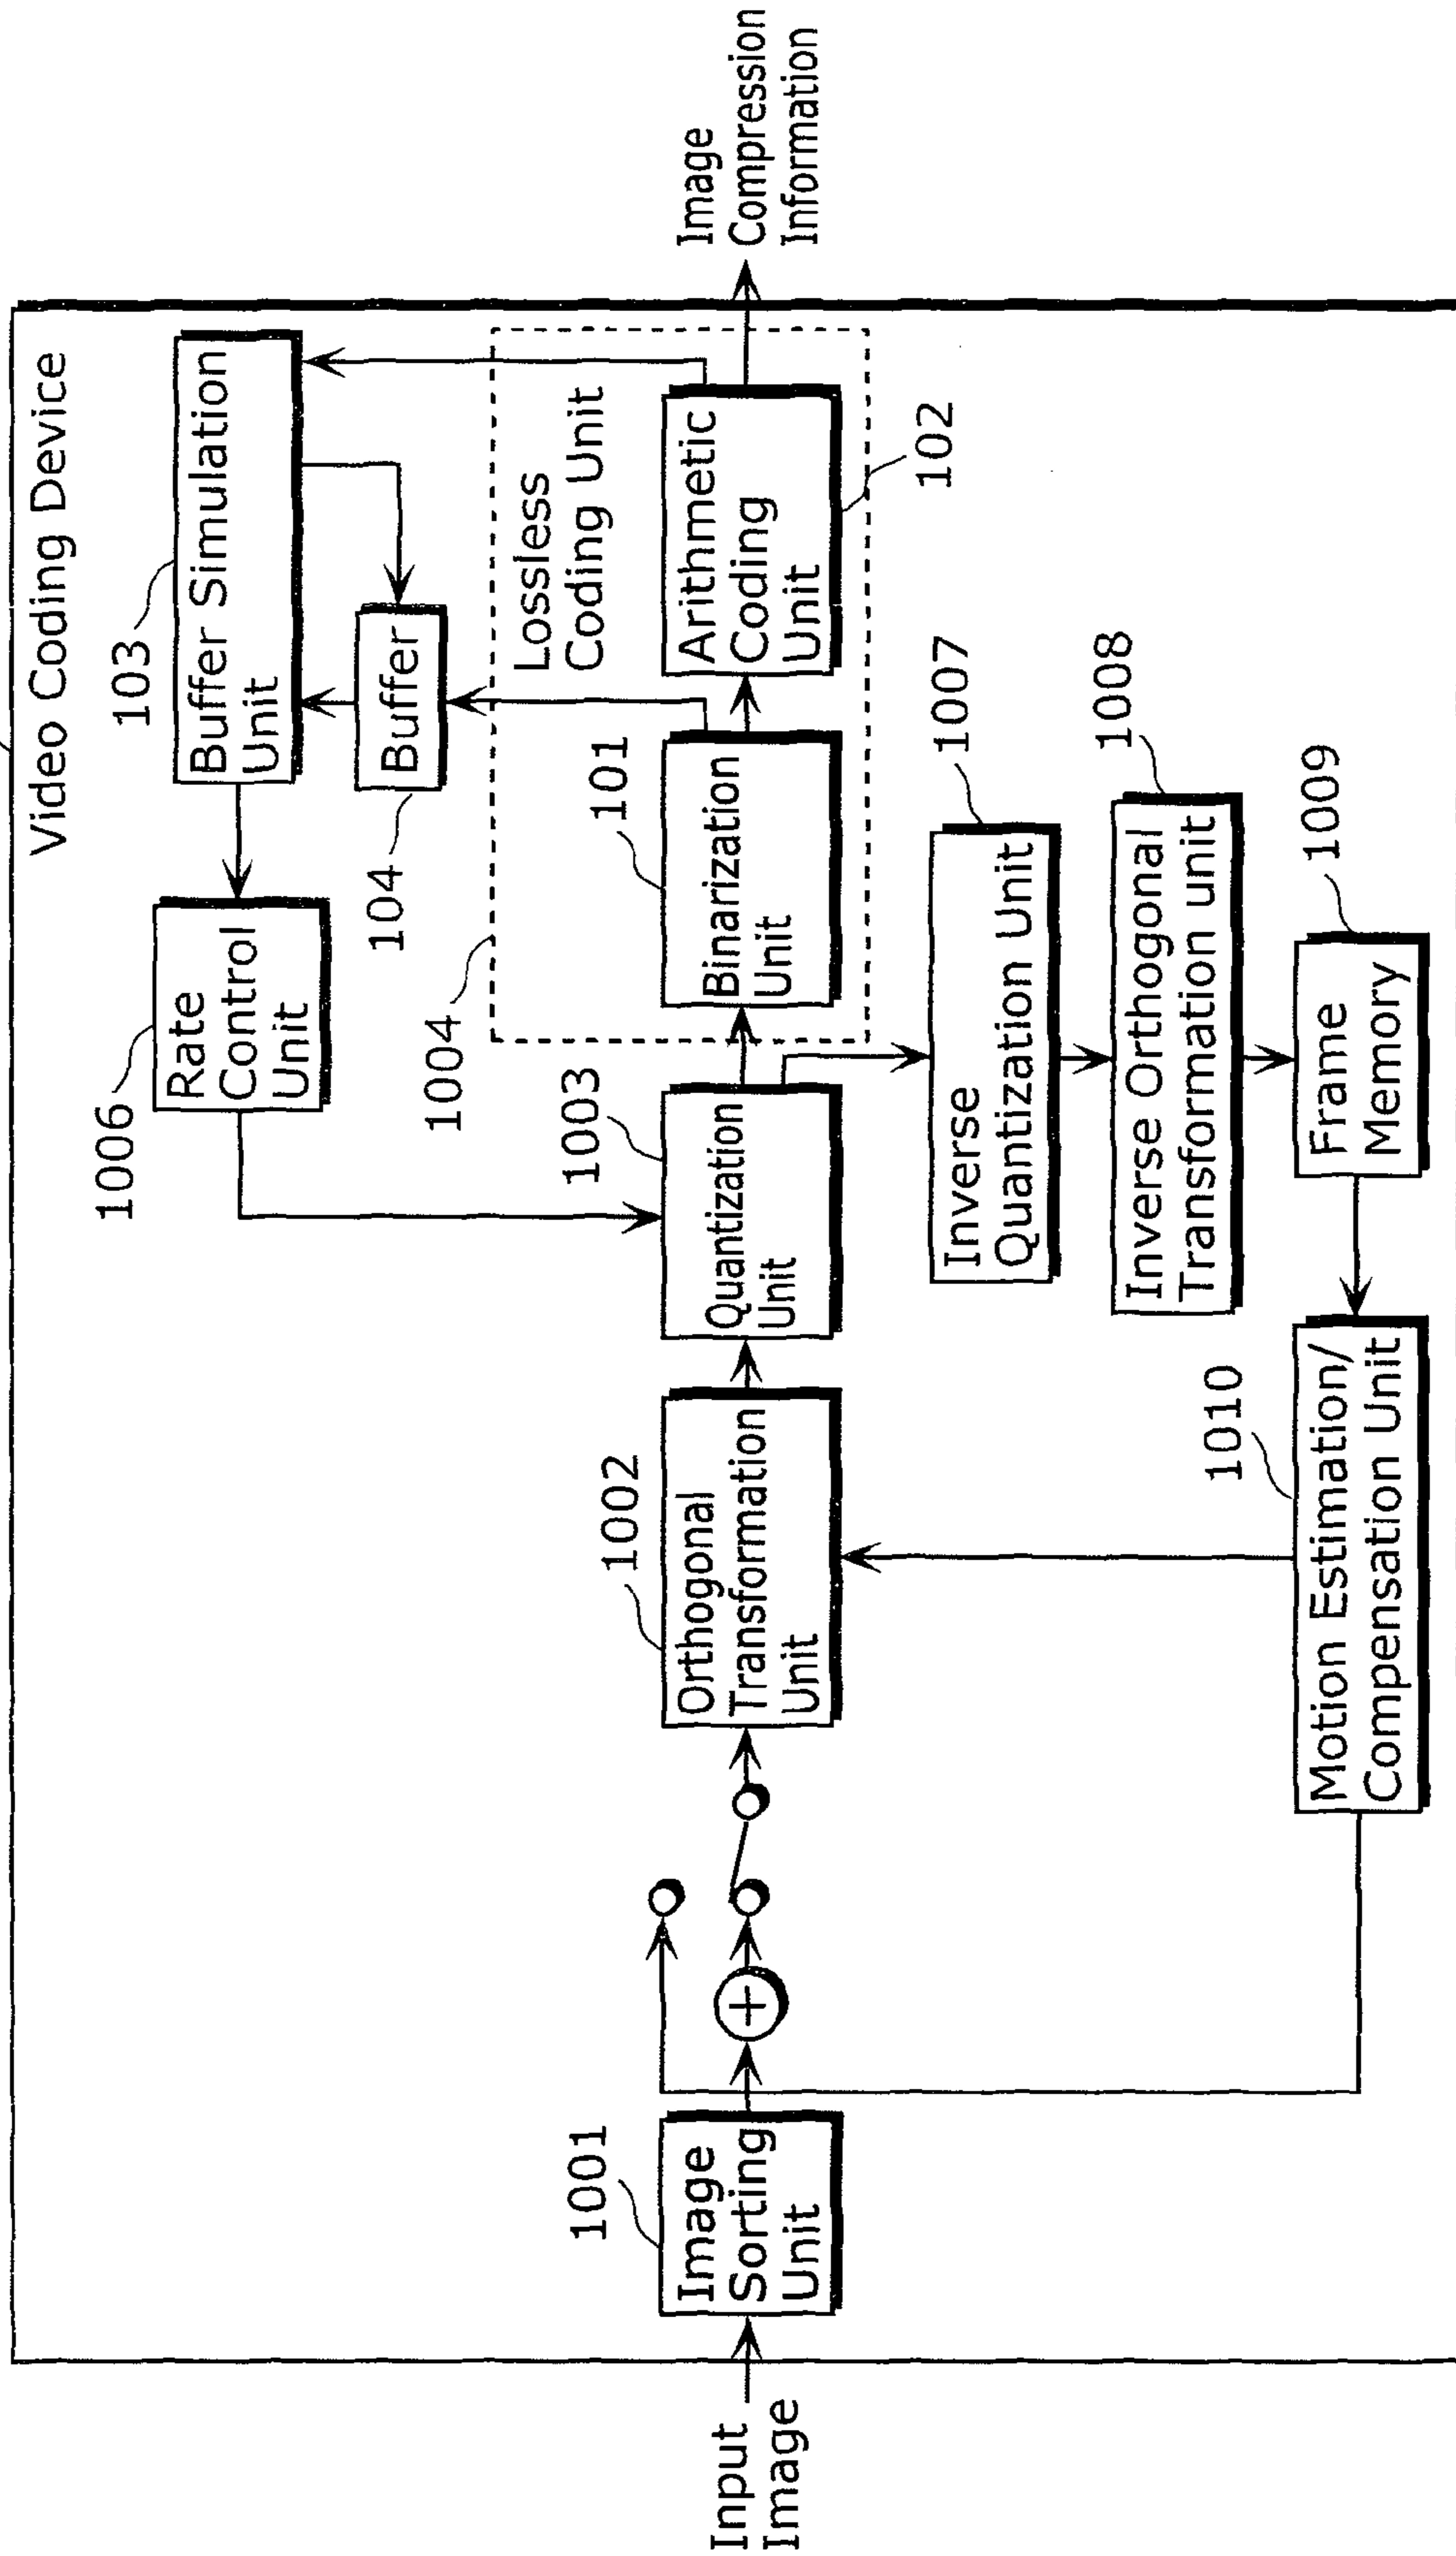 Video Coding Device
1006
Rate
Control
Unit
103
Buffer Simulation
Unit
104
Buffer
1004
Lossless
Coding Unit
Input
Image
1001
Image
Sorting
Unit
+
1002
Orthogonal
Transformation
Unit
1003
Quantization
Unit
101
Binarization
Unit
Arithmetic
Coding
Unit
102
Image
Compression
Information
1007
Inverse
Quantization Unit
1008
Inverse Orthogonal
Transformation unit
1009
Frame
Memory
1010
Motion Estimation/
Compensation Unit